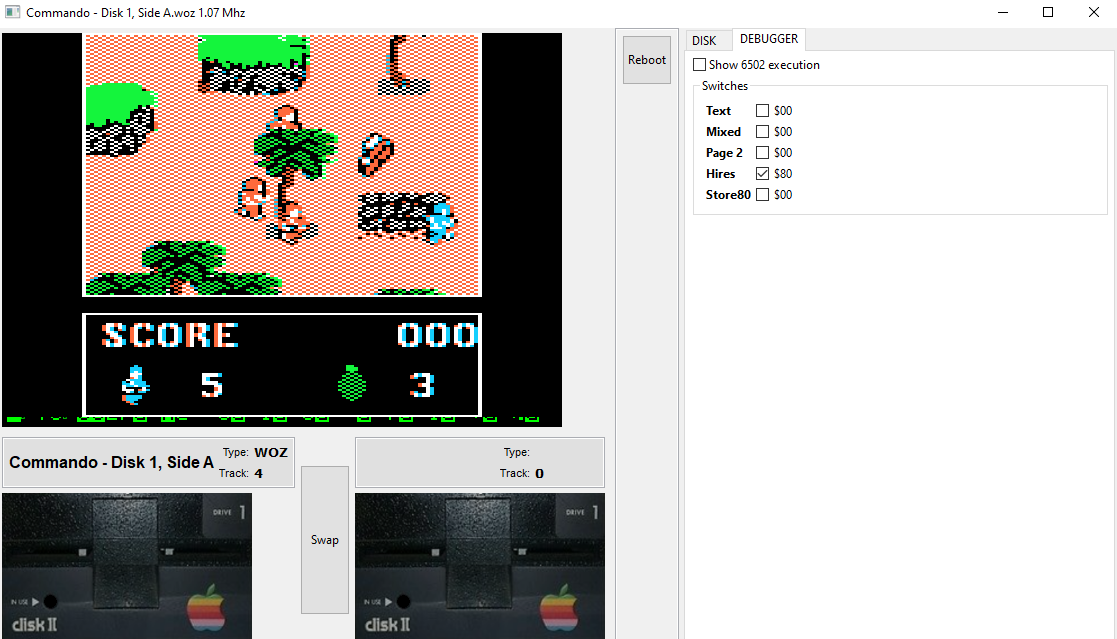 Commando - Disk 1, Side A.woz 1.07 Mhz
SCORE 000
5 3
Reboot
DISK DEBUGGER
Show 6502 execution
Switches
Text $00
Mixed $00
Page 2 $00
Hires $80
Store80 $00
Commando - Disk 1, Side A Type: WOZ
Track: 4
Type:
Track: 0
Swap
DRIVE 1
IN USE
disk II
DRIVE 1
IN USE
disk II